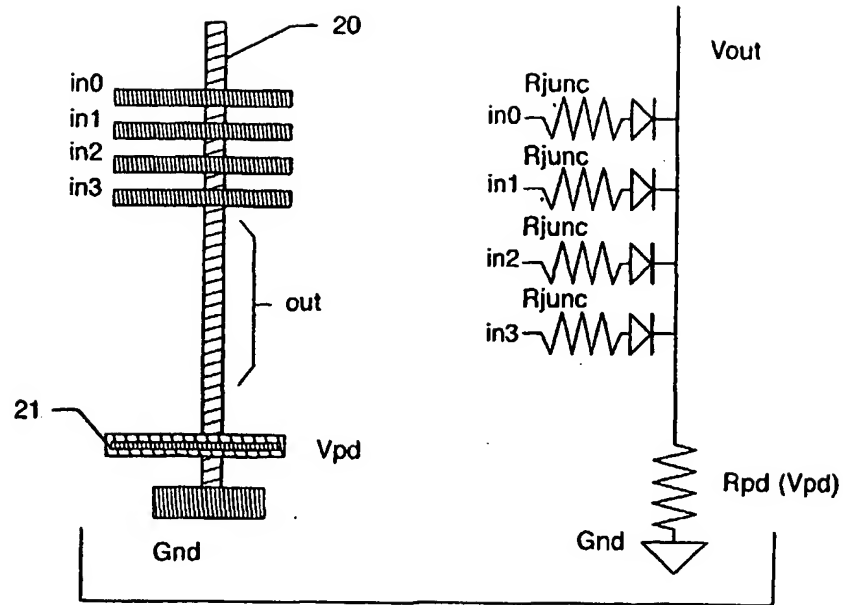 20
in0
in1
in2
in3
out
21
Vpd
Gnd
Vout
Rjunc
in0
Rjunc
in1
Rjunc
in2
Rjunc
in3
Rpd (Vpd)
Gnd